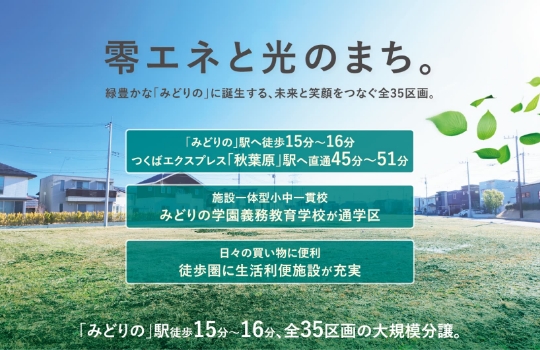 零エネと光のまち。
緑豊かな「みどりの」に誕生する、未来と笑顔をつなぐ全35区画。
「みどりの」駅へ徒歩15分～16分
つくばエクスプレス「秋葉原」駅へ直通45分～51分
施設一体型小中一貫校
みどりの学園義務教育学校が通学区
日々の買い物に便利
徒歩圏に生活利便施設が充実
「みどりの」駅徒歩15分～16分、全35区画の大規模分譲。